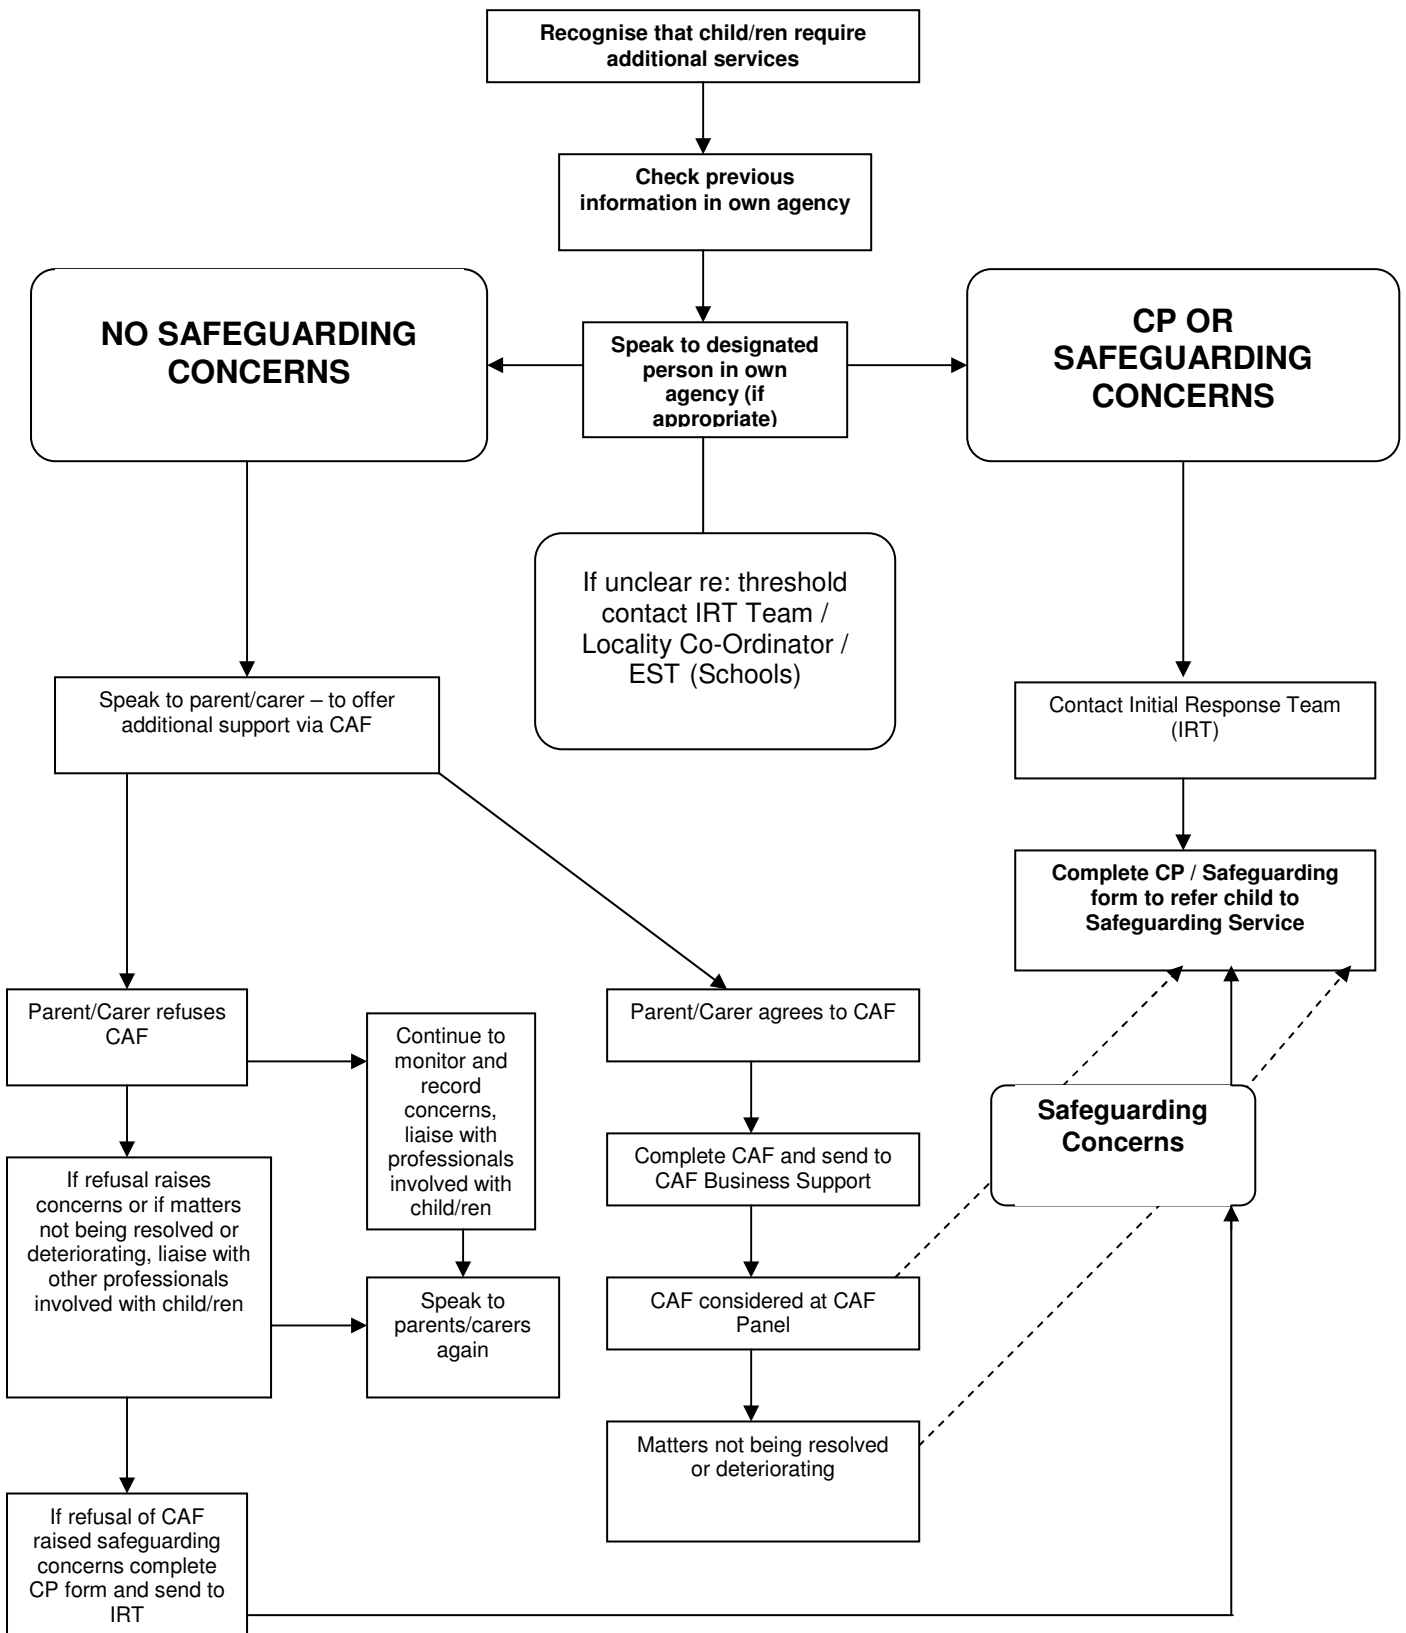 Recognise that child/ren require
additional services
Check previous
information in own agency
NO SAFEGUARDING
CONCERNS
Speak to designated
person in own
agency (if
appropriate)
CP OR
SAFEGUARDING
CONCERNS
If unclear re: threshold
contact IRT Team /
Locality Co-Ordinator /
EST (Schools)
Speak to parent/carer – to offer
additional support via CAF
Contact Initial Response Team
(IRT)
Complete CP / Safeguarding
form to refer child to
Safeguarding Service
Parent/Carer refuses
CAF
Continue to
monitor and
record
concerns,
liaise with
professionals
involved with
child/ren
Parent/Carer agrees to CAF
Safeguarding
Concerns
Complete CAF and send to
CAF Business Support
If refusal raises
concerns or if matters
not being resolved or
deteriorating, liaise with
other professionals
involved with child/ren
Speak to
parents/carers
again
CAF considered at CAF
Panel
Matters not being resolved
or deteriorating
If refusal of CAF
raised safeguarding
concerns complete
CP form and send to
IRT